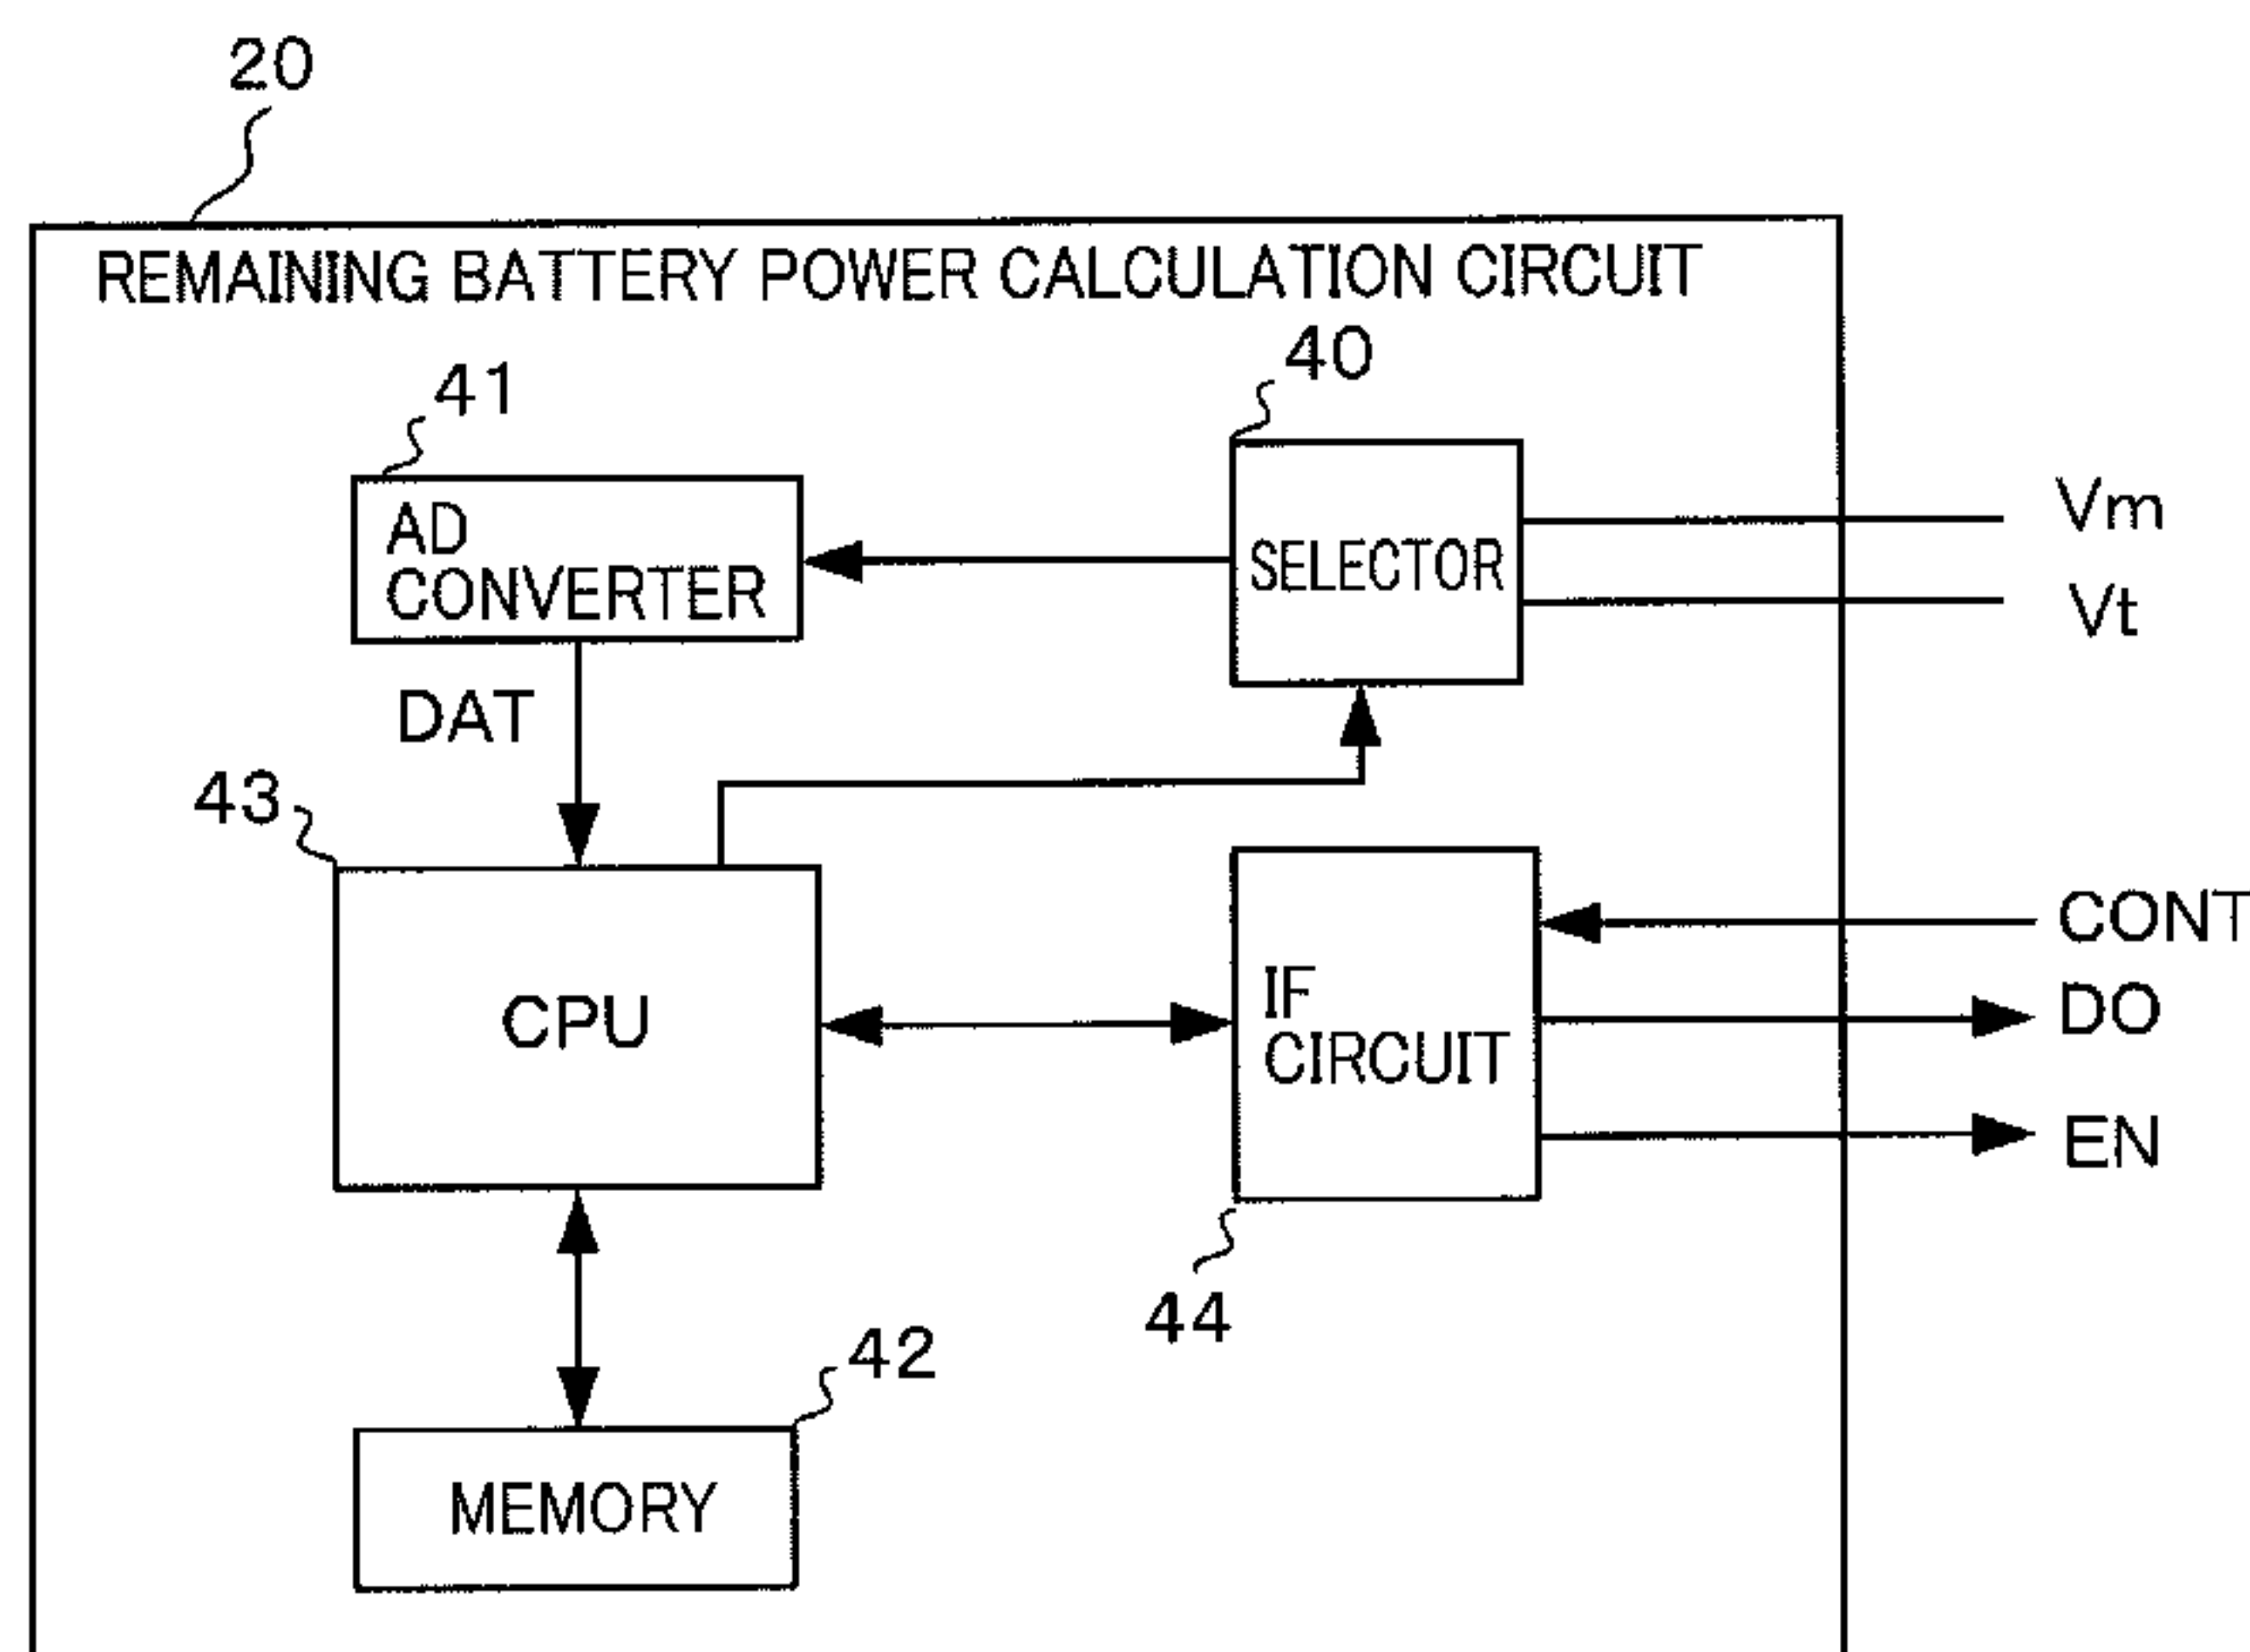 20
REMAINING BATTERY POWER CALCULATION CIRCUIT
40
41
AD
CONVERTER
SELECTOR
Vm
Vt
DAT
43
CPU
IF
CIRCUIT
CONT
DO
EN
44
42
MEMORY